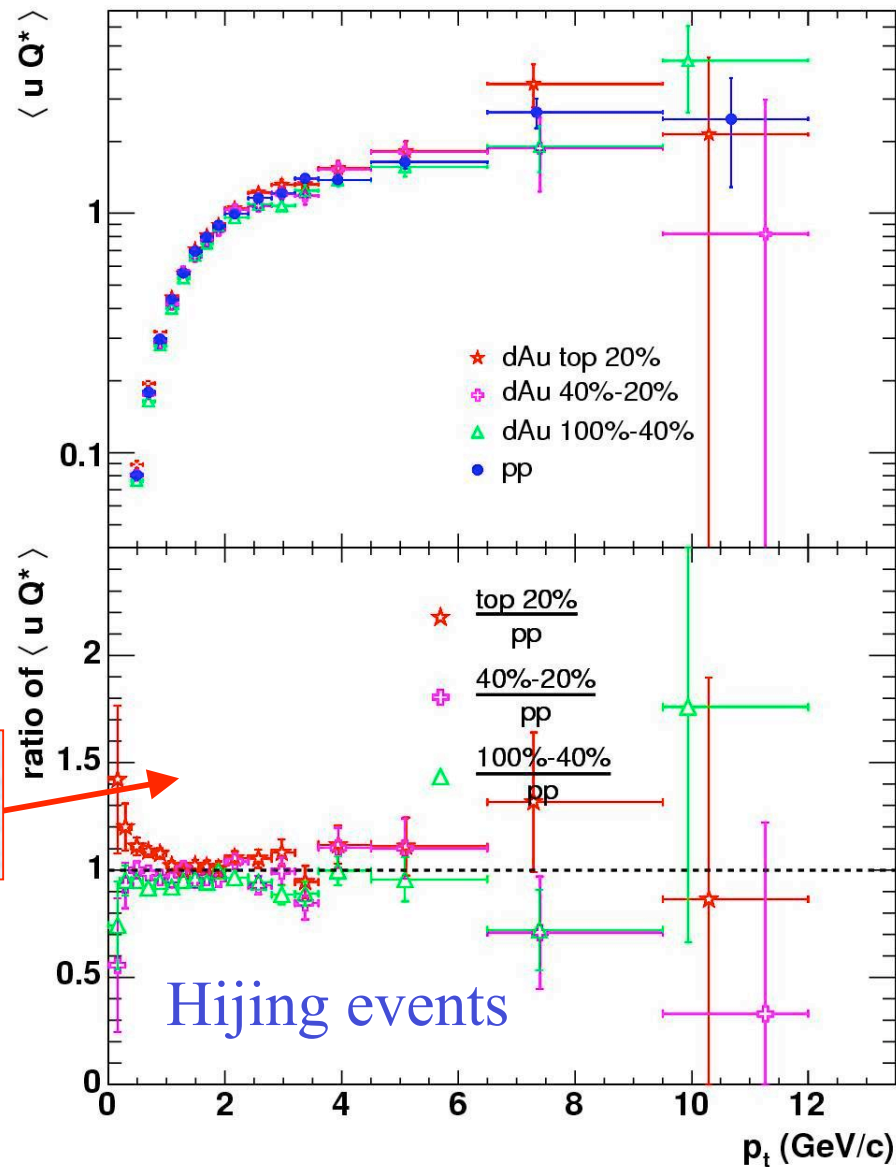 ⟨ u Q* ⟩
1
0.1
dAu top 20%
dAu 40%-20%
dAu 100%-40%
pp
ratio of ⟨ u Q* ⟩
2
1.5
1
0.5
0
top 20%
pp
40%-20%
pp
100%-40%
pp
Hijing events
0 2 4 6 8 10 12
p_t (GeV/c)